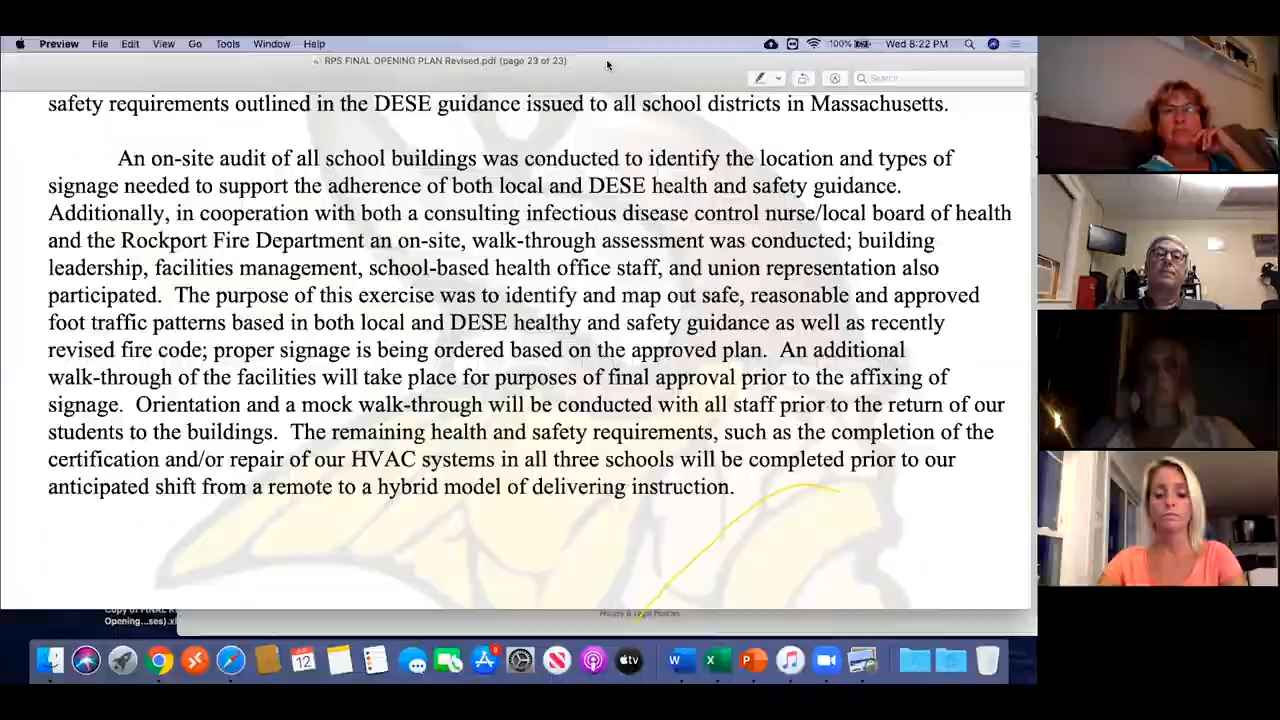 Preview File Edit View Go Tools Window Help 100% Wed 8:22 PM
RPS FINAL OPENING PLAN Revised.pdf (page 23 of 23)
Search
safety requirements outlined in the DESE guidance issued to all school districts in Massachusetts.
An on-site audit of all school buildings was conducted to identify the location and types of
signage needed to support the adherence of both local and DESE health and safety guidance.
Additionally, in cooperation with both a consulting infectious disease control nurse/local board of health
and the Rockport Fire Department an on-site, walk-through assessment was conducted; building
leadership, facilities management, school-based health office staff, and union representation also
participated. The purpose of this exercise was to identify and map out safe, reasonable and approved
foot traffic patterns based in both local and DESE healthy and safety guidance as well as recently
revised fire code; proper signage is being ordered based on the approved plan. An additional
walk-through of the facilities will take place for purposes of final approval prior to the affixing of
signage. Orientation and a mock walk-through will be conducted with all staff prior to the return of our
students to the buildings. The remaining health and safety requirements, such as the completion of the
certification and/or repair of our HVAC systems in all three schools will be completed prior to our
anticipated shift from a remote to a hybrid model of delivering instruction.
Privacy & Legal Policies
Opening...ses).xl
12
tv